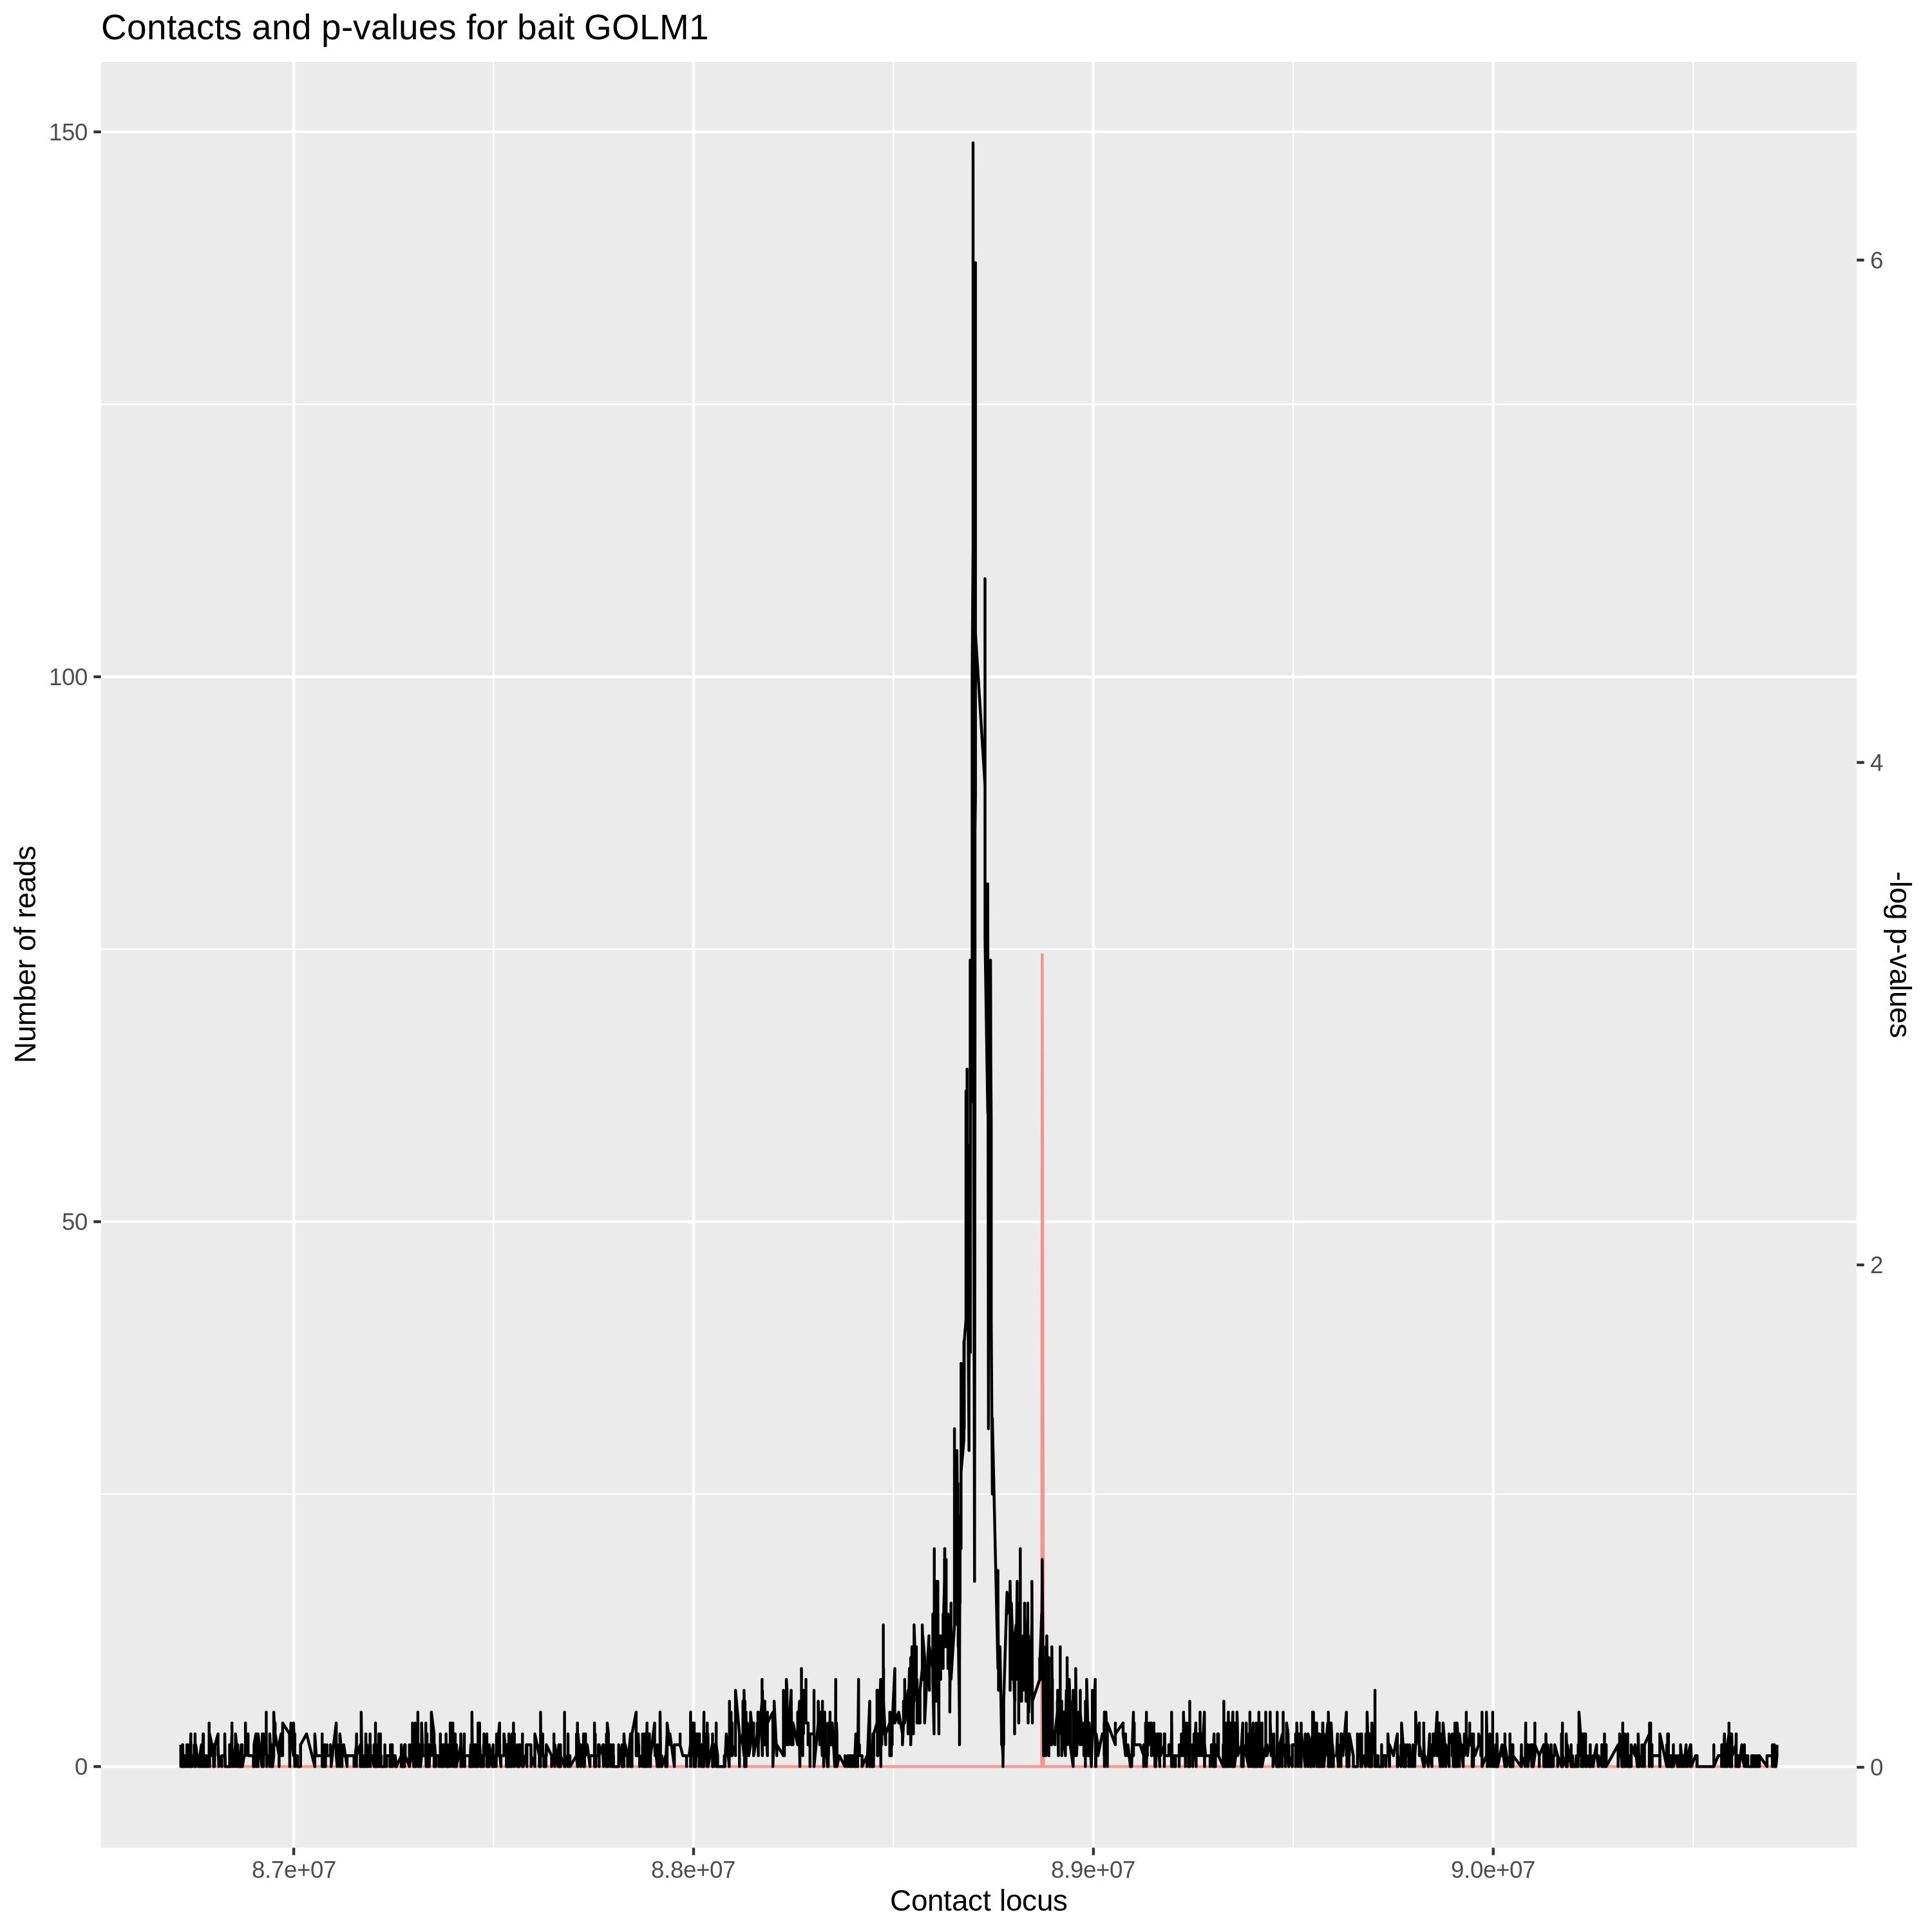 Contacts and p-values for bait GOLM1
150
100
50
0
Number of reads
6
4
2
0
-log p-values
8.7e+07
8.8e+07
8.9e+07
9.0e+07
Contact locus